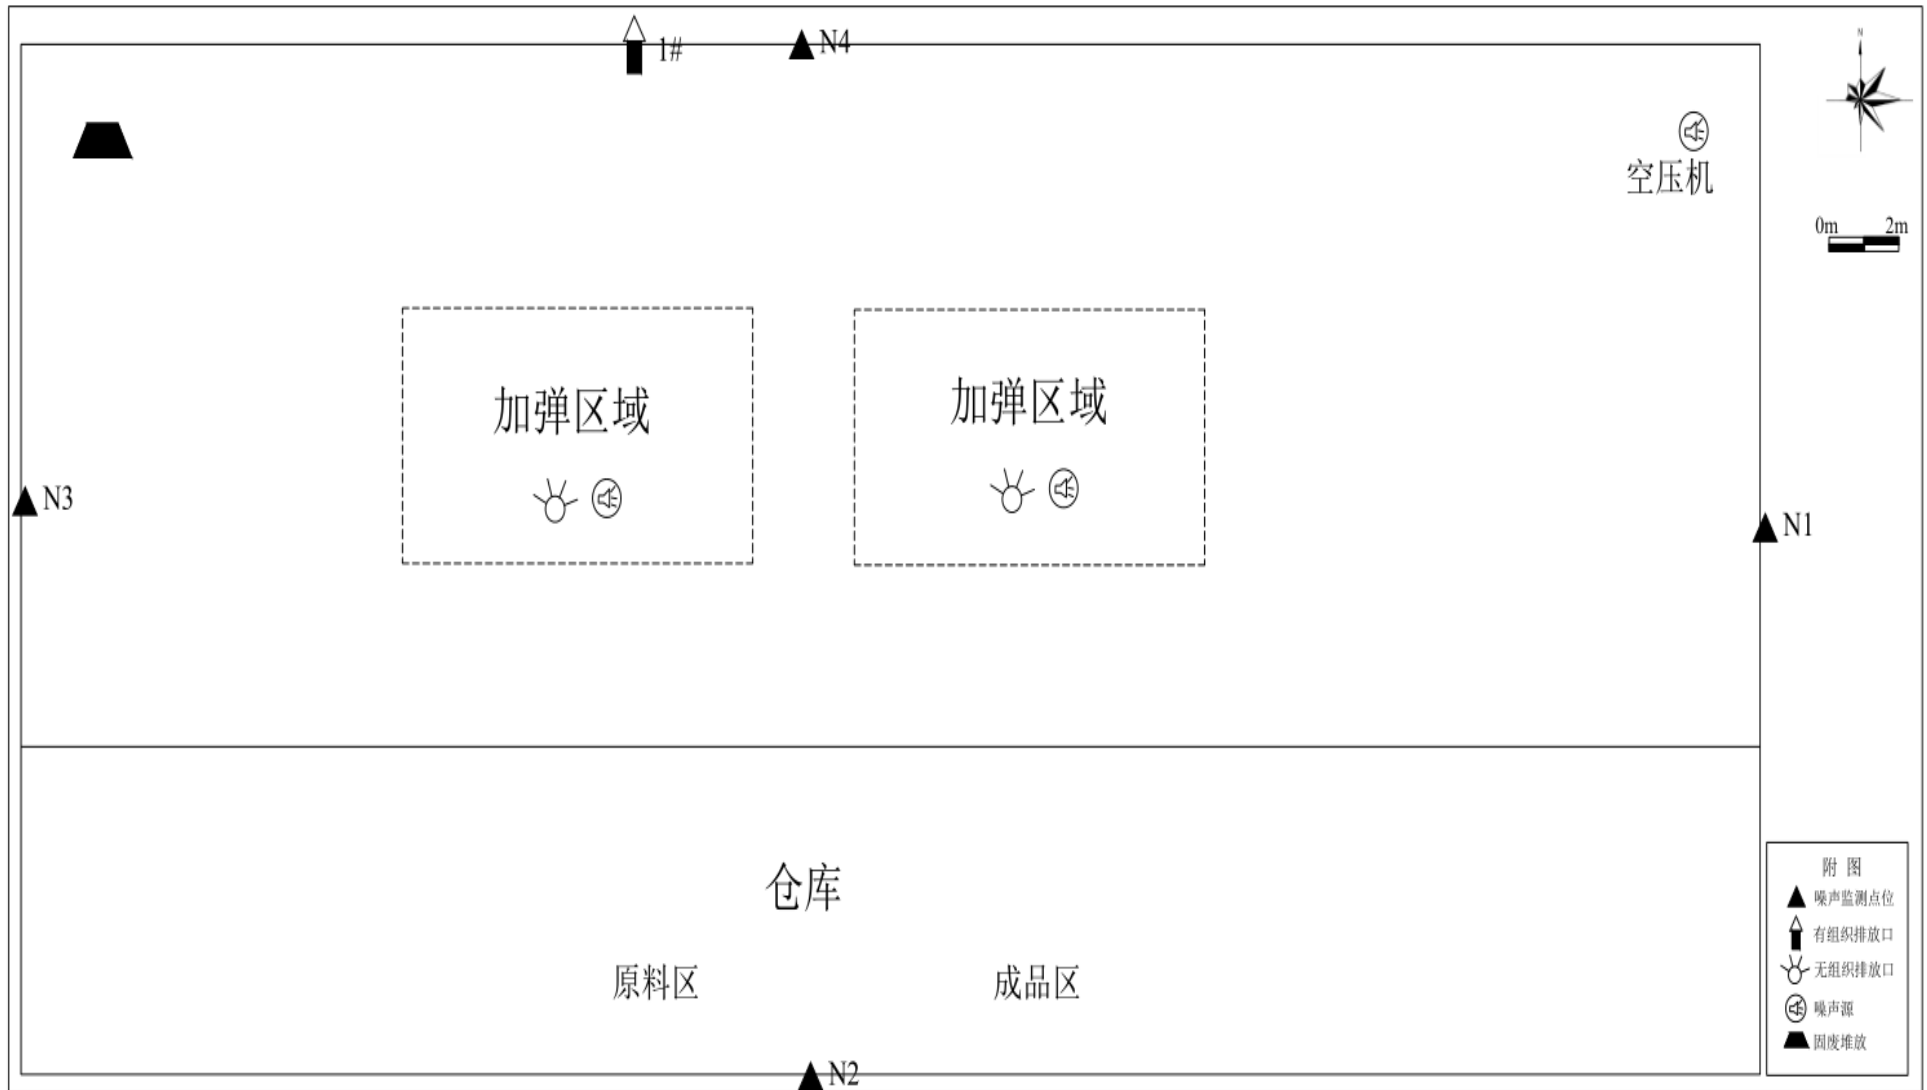 1#
N4
N
空压机
0m 2m
加弹区域
加弹区域
N3
N1
仓库
原料区
成品区
N2
附 图
噪声监测点位
有组织排放口
无组织排放口
噪声源
固废堆放